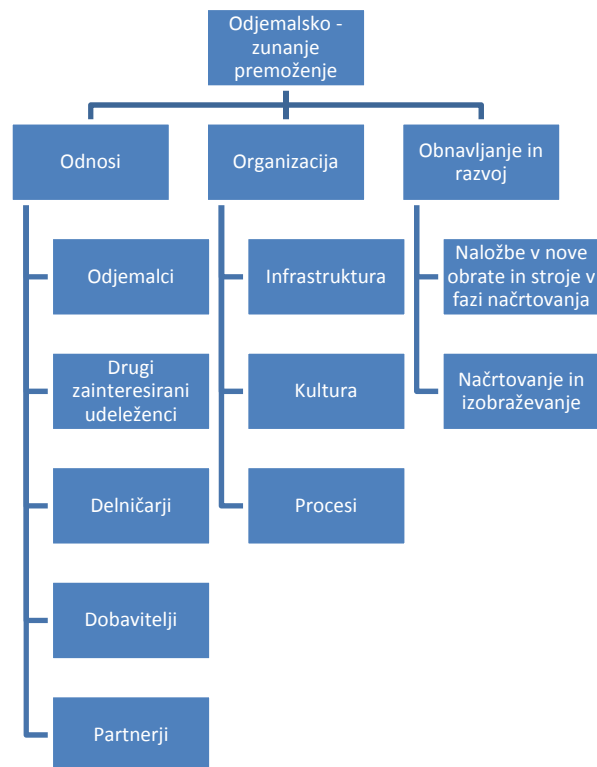 Odjemalsko -
zunanje
premoženje
Odnosi
Organizacija
Obnavljanje in
razvoj
Odjemalci
Drugi
zainteresirani
udeleženci
Delničarji
Dobavitelji
Partnerji
Infrastruktura
Kultura
Procesi
Naložbe v nove
obrate in stroje v
fazi načrtovanja
Načrtovanje in
izobraževanje